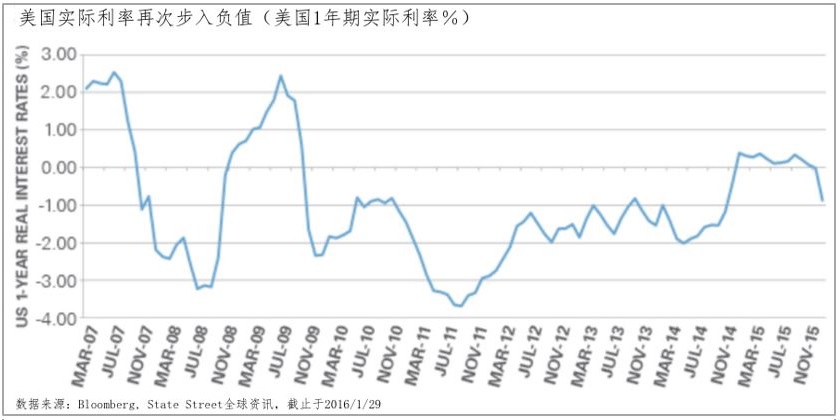 美国实际利率再次步入负值（美国1年期实际利率%）
US 1-YEAR REAL INTEREST RATES (%)
3.00
2.00
1.00
0.00
-1.00
-2.00
-3.00
-4.00
MAR-07
JUL-07
NOV-07
MAR-08
JUL-08
NOV-08
MAR-09
JUL-09
NOV-09
MAR-10
JUL-10
NOV-10
MAR-11
JUL-11
NOV-11
MAR-12
JUL-12
NOV-12
MAR-13
JUL-13
NOV-13
MAR-14
JUL-14
NOV-14
MAR-15
JUL-15
NOV-15
数据来源：Bloomberg, State Street全球资讯，截止于2016/1/29